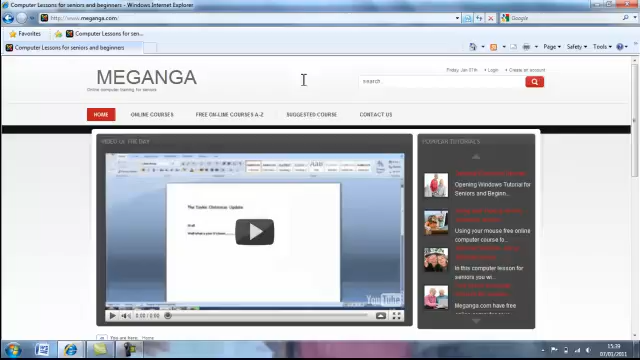 Computer Lessons for seniors and beginners - Windows Internet Explorer
http://www.meganga.com/
Google
Favorites
Computer Lessons for sen...
Computer Lessons for seniors and beginners
Page
Safety
Tools
MEGANGA
Online computer training for seniors
Friday Jan 07th
Login
Create an account
search
HOME
ONLINE COURSES
FREE ON-LINE COURSES A-Z
SUGGESTED COURSE
CONTACT US
VIDEO OF THE DAY
POPULAR TUTORIALS
The Tooley Christmas Update
YouTube
0:00 / 0:00
Opening Windows Tutorial for
Seniors and Beginn...
Using your mouse free online
computer course fo...
In this computer lesson for
seniors you wi...
Meganga.com have free
You are here: Home
15:39
07/01/2011